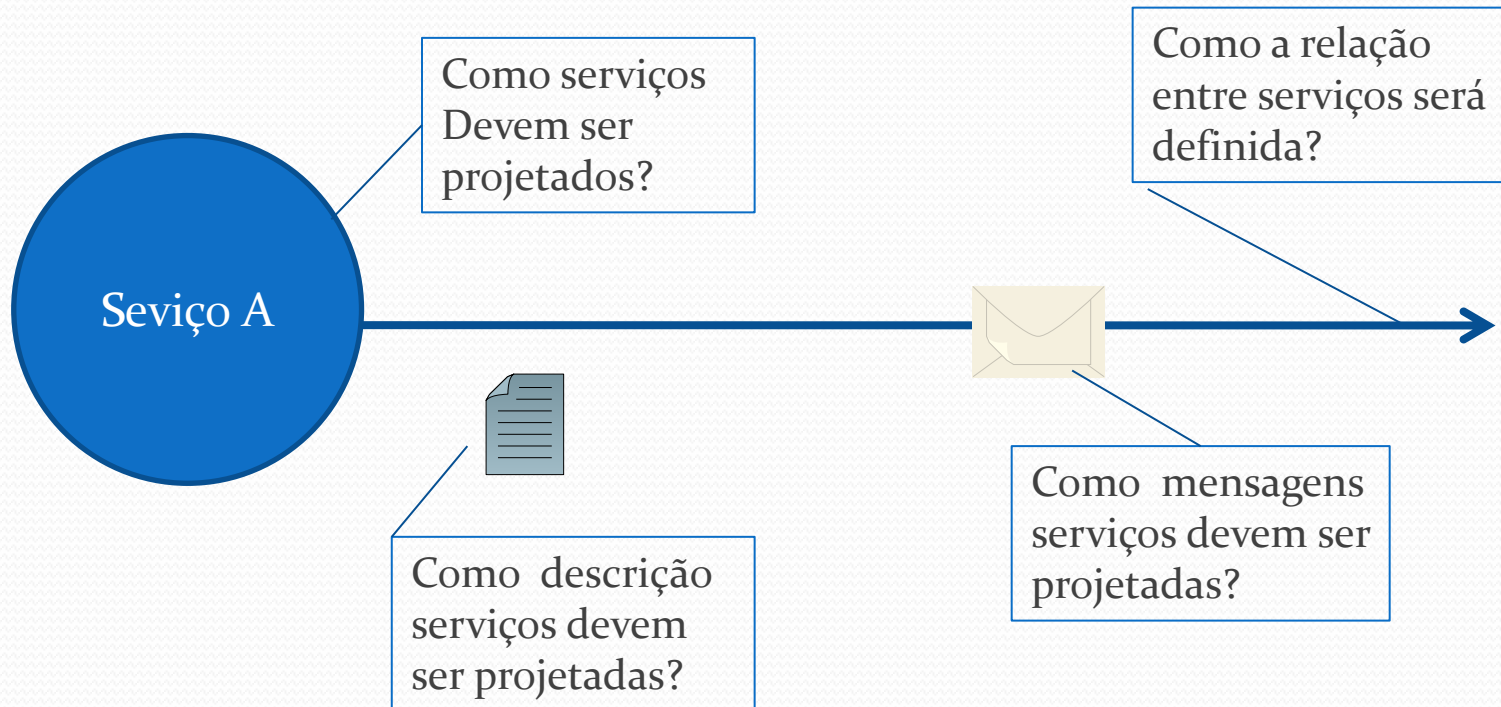 Como serviços
Devem ser
projetados?
Como a relação
entre serviços será
definida?
Seviço A
Como descrição
serviços devem
ser projetadas?
Como mensagens
serviços devem ser
projetadas?